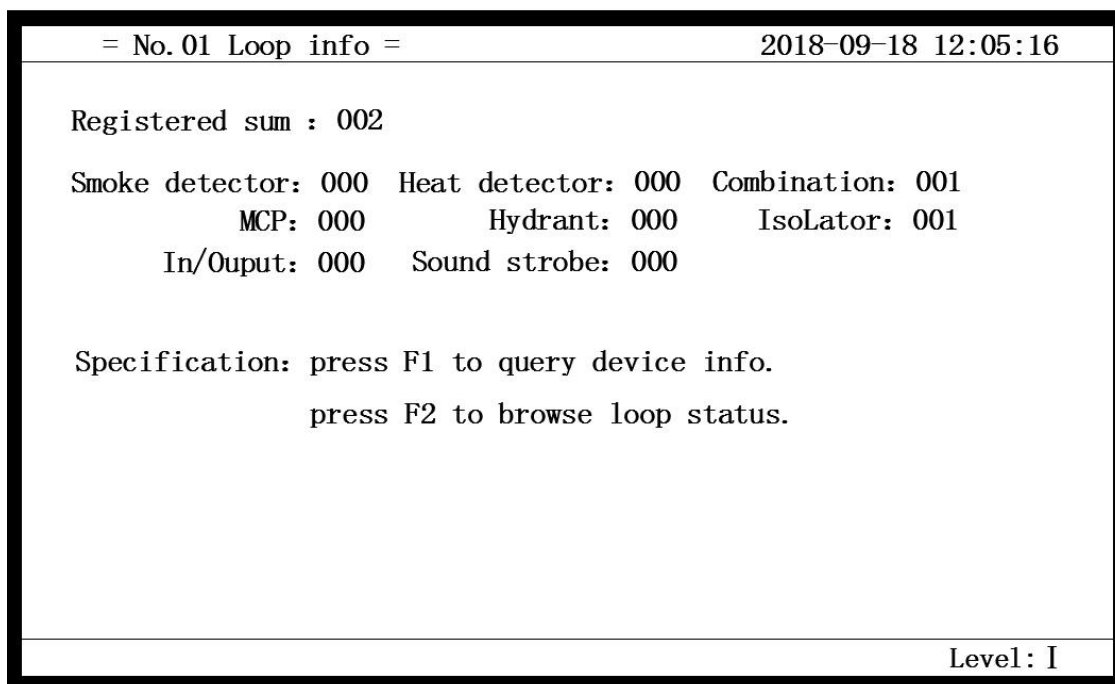 = No.01 Loop info = 2018-09-18 12:05:16
Registered sum : 002
Smoke detector: 000 Heat detector: 000 Combination: 001
MCP: 000 Hydrant: 000 IsoLator: 001
In/Ouput: 000 Sound strobe: 000
Specification: press F1 to query device info.
press F2 to browse loop status.
Level: I